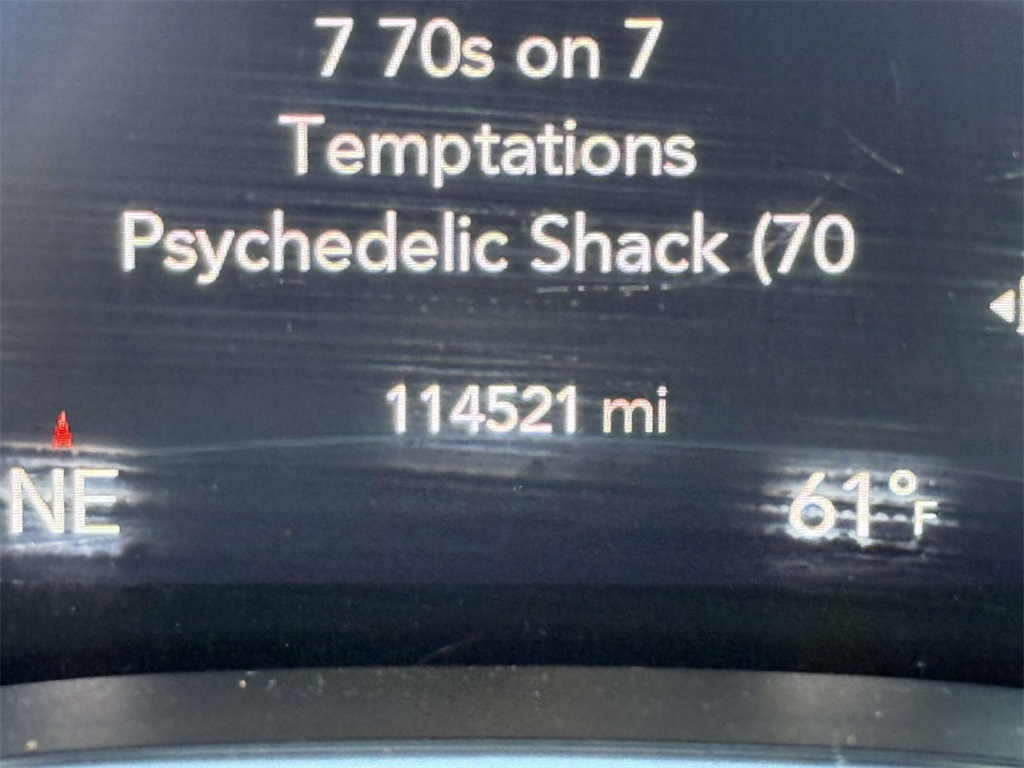 7 70s on 7
Temptations
Psychedelic Shack (70
114521 mi
NE
61°F